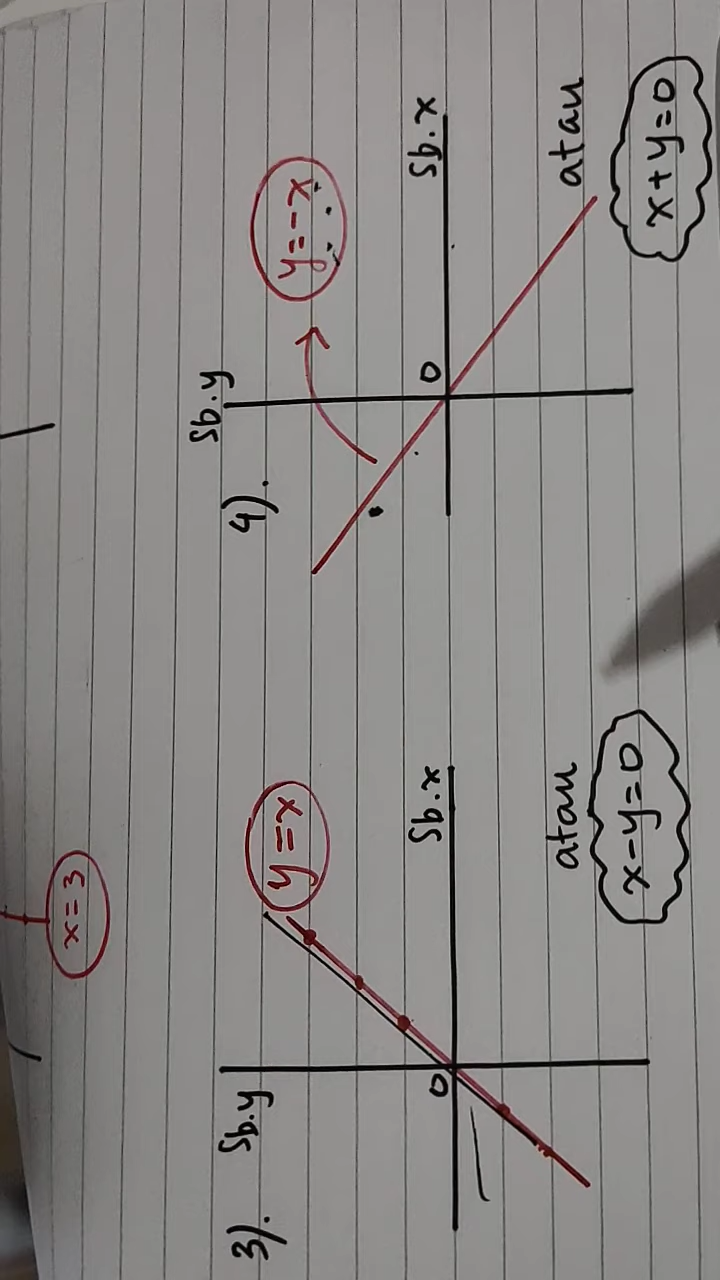 x = 3
3). Sb.y
y = x
Sb.x
0
atau
x - y = 0
4).
Sb.y
y = -x
0
Sb.x
atau
x + y = 0